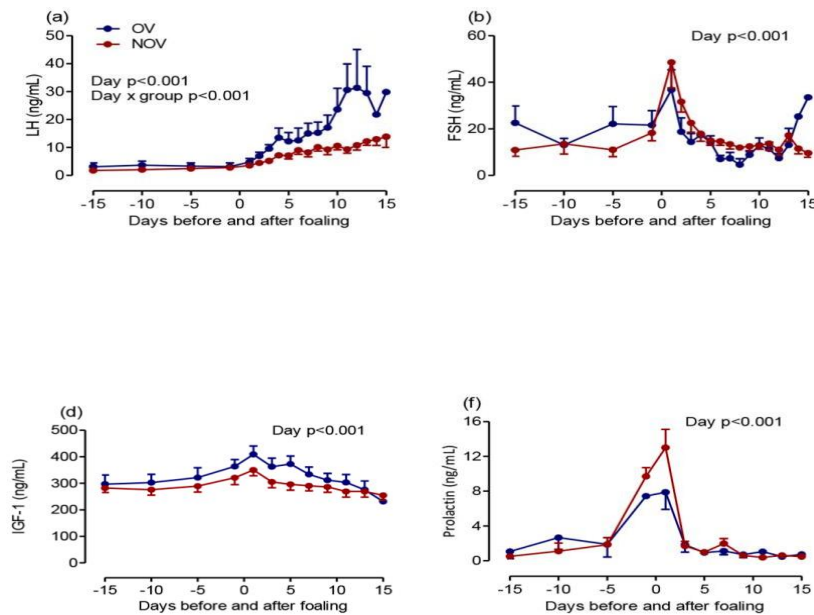 (a)
OV
NOV
Day p<0.001
Day x group p<0.001
LH (ng/mL)
50
40
30
20
10
0
-15 -10 -5 0 5 10 15
Days before and after foaling
(b)
Day p<0.001
FSH (ng/mL)
60
40
20
0
-15 -10 -5 0 5 10 15
Days before and after foaling
(d)
Day p<0.001
IGF-1 (ng/mL)
500
400
300
200
100
0
-15 -10 -5 0 5 10 15
Days before and after foaling
(f)
Day p<0.001
Prolactin (ng/mL)
16
12
8
4
0
-15 -10 -5 0 5 10 15
Days before and after foaling